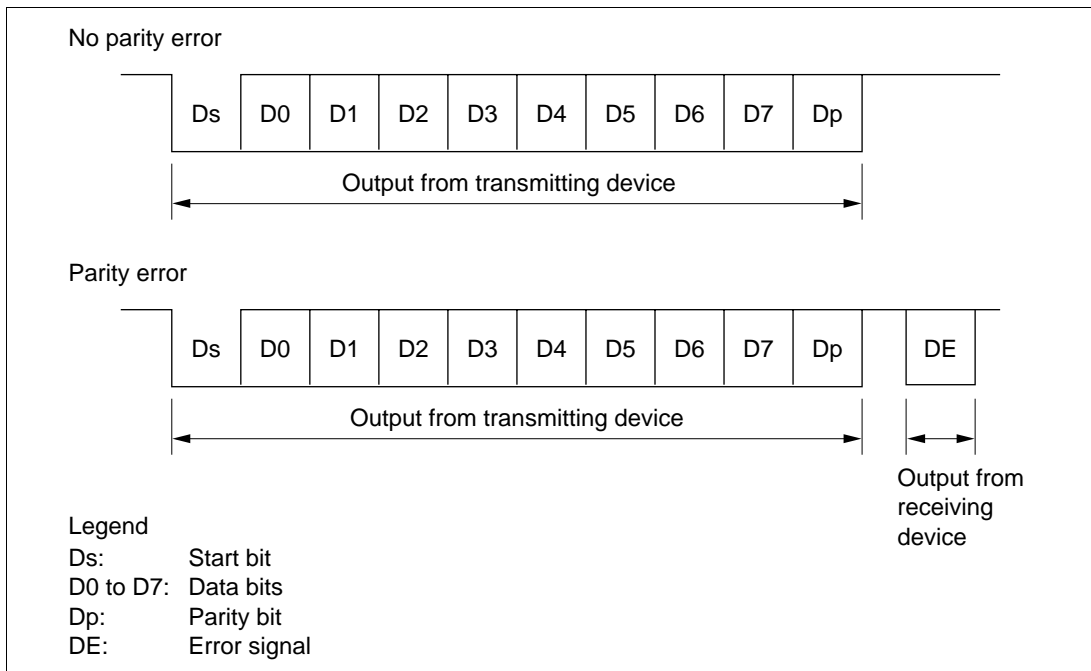 No parity error
Ds D0 D1 D2 D3 D4 D5 D6 D7 Dp
Output from transmitting device
Parity error
Ds D0 D1 D2 D3 D4 D5 D6 D7 Dp DE
Output from transmitting device
Output from
receiving
device
Legend
Ds: Start bit
D0 to D7: Data bits
Dp: Parity bit
DE: Error signal